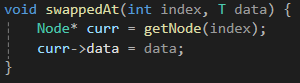 void swappedAt(int index, T data) {
    Node* curr = getNode(index);
    curr->data = data;
}